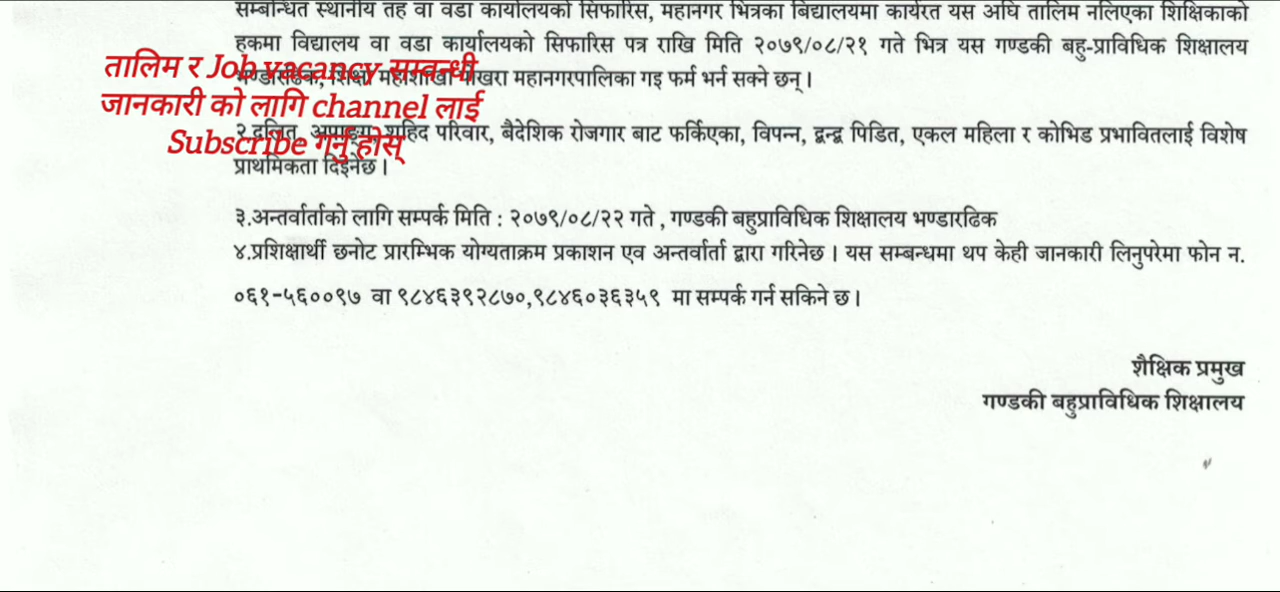 सम्बन्धित स्थानीय तह वा वडा कार्यालयको सिफारिस, महानगर भित्रका बिद्यालयमा कार्यरत यस अघि तालिम नलिएका शिक्षिकाको
हकमा विद्यालय वा वडा कार्यालयको सिफारिस पत्र राखि मिति २०७९/०८/२१ गते भित्र यस गण्डकी बहु-प्राविधिक शिक्षालय
तालिम र Job vacancy सम्वन्धी
शिक्षा महाशाखा पोखरा महानगरपालिका गइ फर्म भर्न सक्ने छन् ।
जानकारी को लागि channel लाई
२.दलित, अपाङ्ग, शहिद परिवार, बैदेशिक रोजगार बाट फर्किएका, विपन्न, द्वन्द्व पिडित, एकल महिला र कोभिड प्रभावितलाई विशेष
Subscribe गर्नु होस्
प्राथमिकता दिइनेछ ।
३.अन्तर्वार्ताको लागि सम्पर्क मिति : २०७९/०८/२२ गते , गण्डकी बहुप्राविधिक शिक्षालय भण्डारढिक
४.प्रशिक्षार्थी छनोट प्रारम्भिक योग्यताक्रम प्रकाशन एव अन्तर्वार्ता द्वारा गरिनेछ । यस सम्बन्धमा थप केही जानकारी लिनुपरेमा फोन न.
०६१-५६००९७ वा ९८४६३९२८७०,९८४६०३६३५९ मा सम्पर्क गर्न सकिने छ ।
शैक्षिक प्रमुख
गण्डकी बहुप्राविधिक शिक्षालय